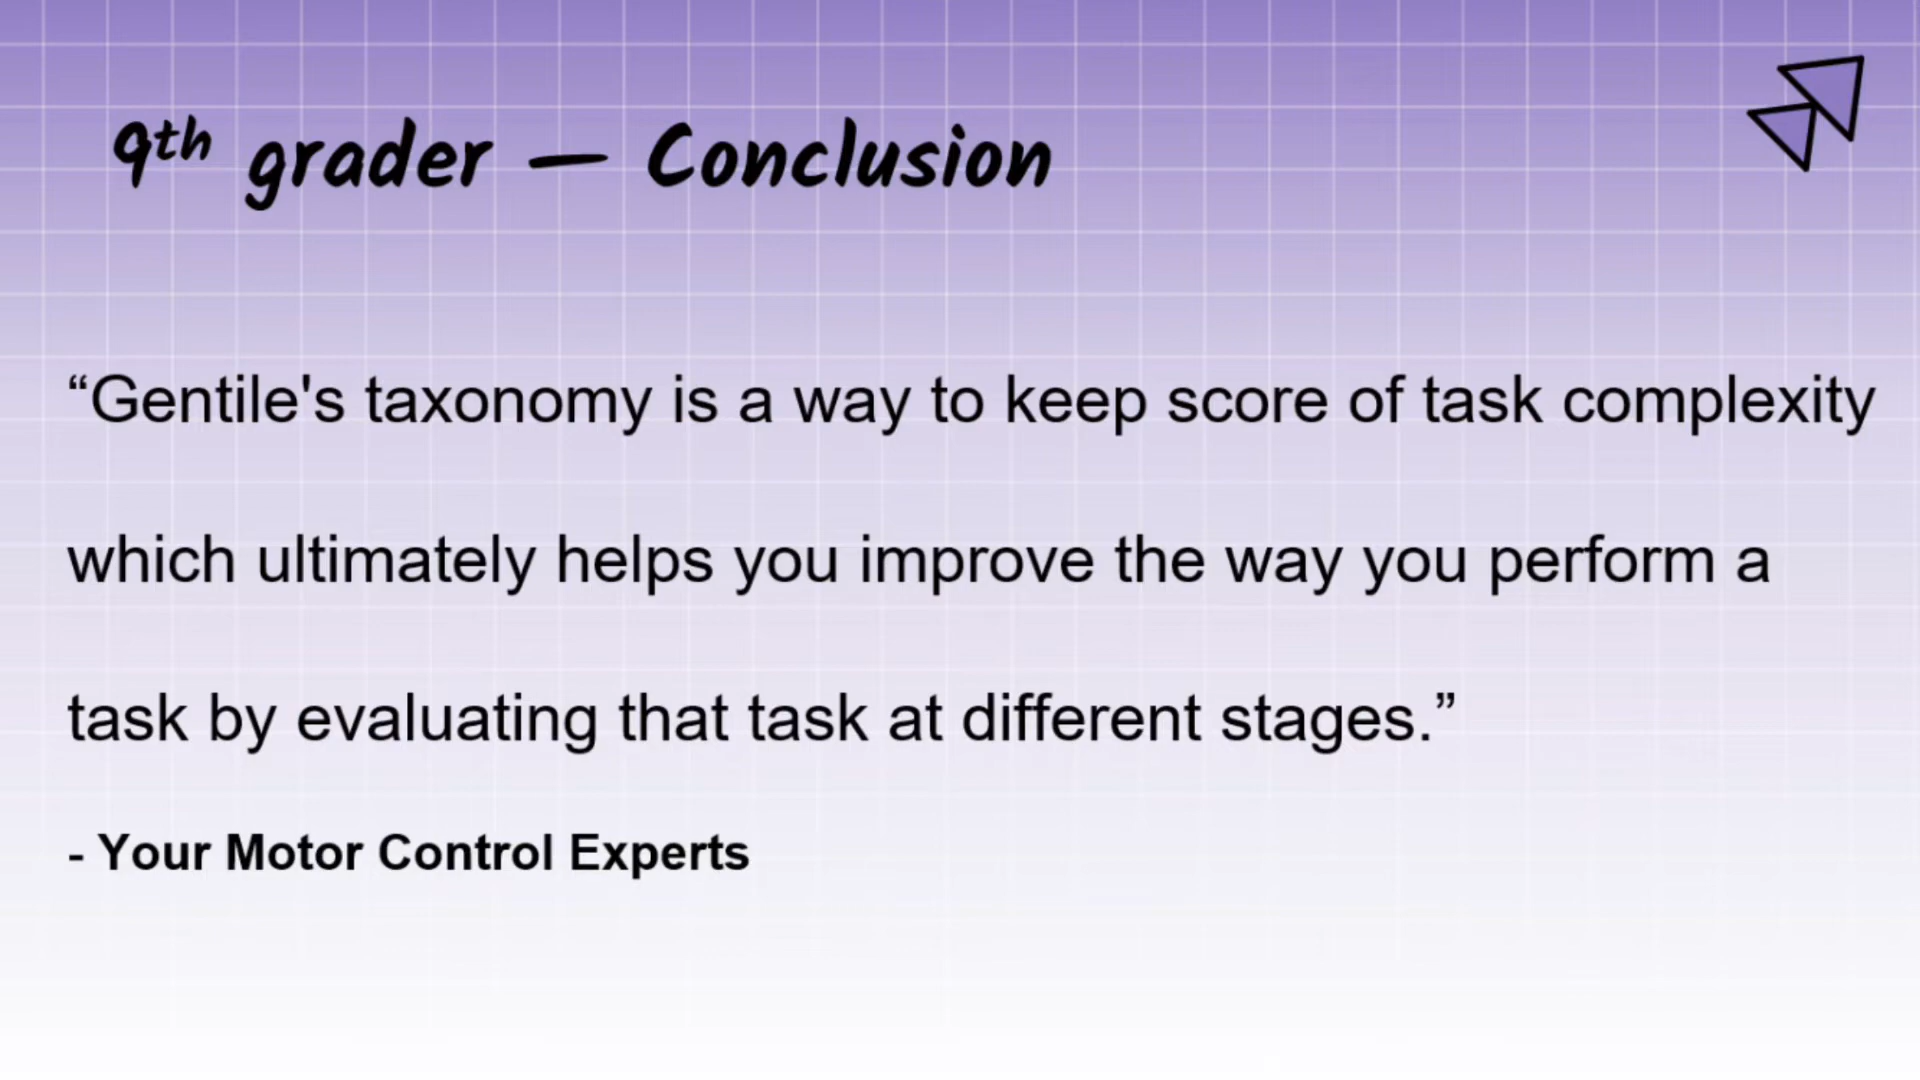 9th grader – Conclusion
“Gentile's taxonomy is a way to keep score of task complexity
which ultimately helps you improve the way you perform a
task by evaluating that task at different stages.”
- Your Motor Control Experts